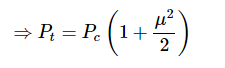 ⇒ P_t = P_c (1 + μ²/2)